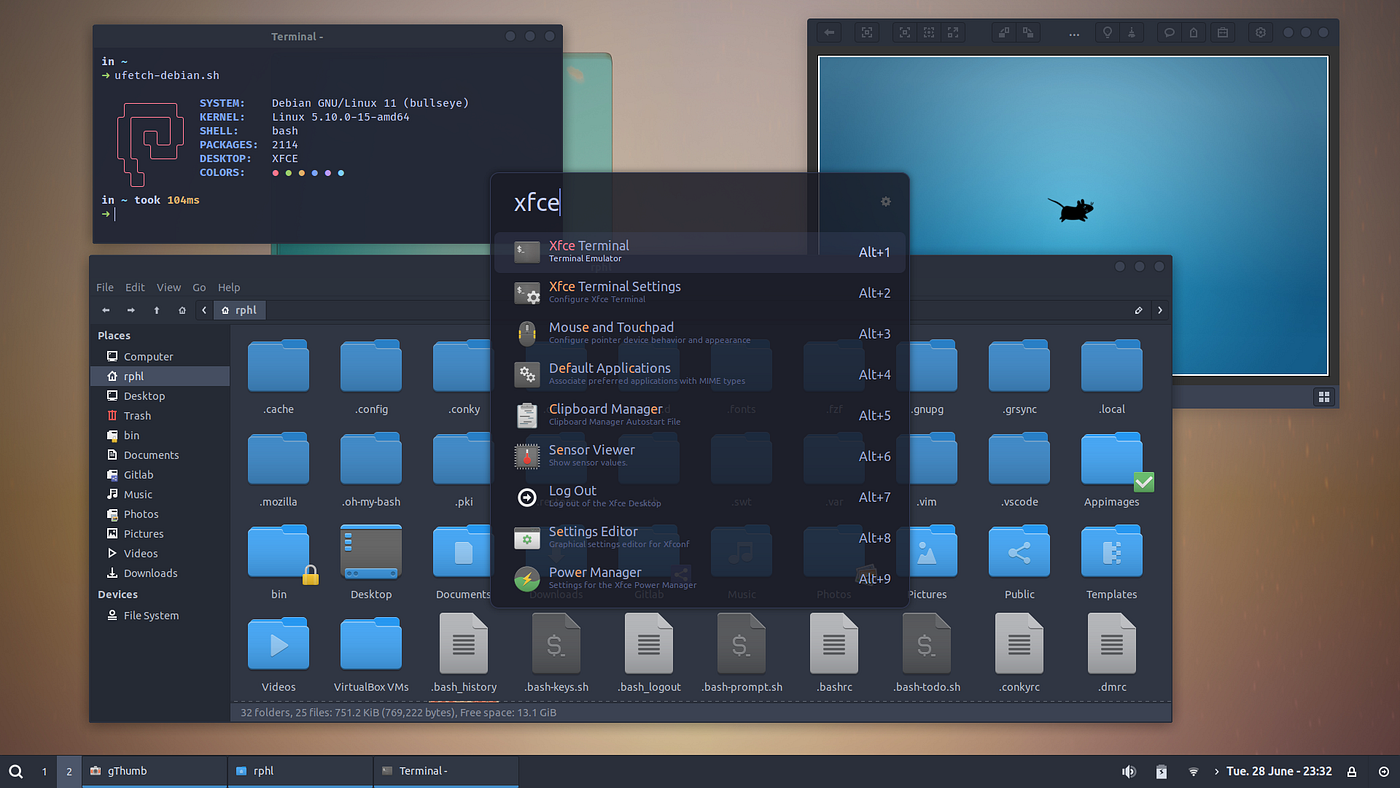 Terminal -
in ~
➜ ufetch-debian.sh
SYSTEM: Debian GNU/Linux 11 (bullseye)
KERNEL: Linux 5.10.0-15-amd64
SHELL: bash
PACKAGES: 2114
DESKTOP: XFCE
COLORS: ● ● ● ● ● ●
in ~ took 104ms
➜
...
xfce
Xfce Terminal Alt+1
Terminal Emulator
Xfce Terminal Settings Alt+2
Configure Xfce Terminal
Mouse and Touchpad Alt+3
Configure pointer device behavior and appearance
Default Applications Alt+4
Associate preferred applications with MIME types
Clipboard Manager Alt+5
Clipboard Manager Autostart File
Sensor Viewer Alt+6
Show sensor values.
Log Out Alt+7
Log out of the Xfce Desktop
Settings Editor Alt+8
Graphical settings editor for Xfconf
Power Manager Alt+9
Settings for the Xfce Power Manager
rphl
File Edit View Go Help
rphl
Places
Computer
rphl
Desktop
Trash
bin
Documents
Gitlab
Music
Photos
Pictures
Videos
Downloads
Devices
File System
.cache .config .conky .fonts .fzf .gnupg .grsync .local
.mozilla .oh-my-bash .pki .swt .var .vim .vscode Appimages
bin Desktop Documents Downloads Gitlab Music Photos Pictures Public Templates
Videos VirtualBox VMs .bash_history .bash-keys.sh .bash_logout .bash-prompt.sh .bashrc .bash-todo.sh .conkyrc .dmrc
32 folders, 25 files: 751.2 KiB (769,222 bytes), Free space: 13.1 GiB
1 2 gThumb rphl Terminal - Tue. 28 June - 23:32